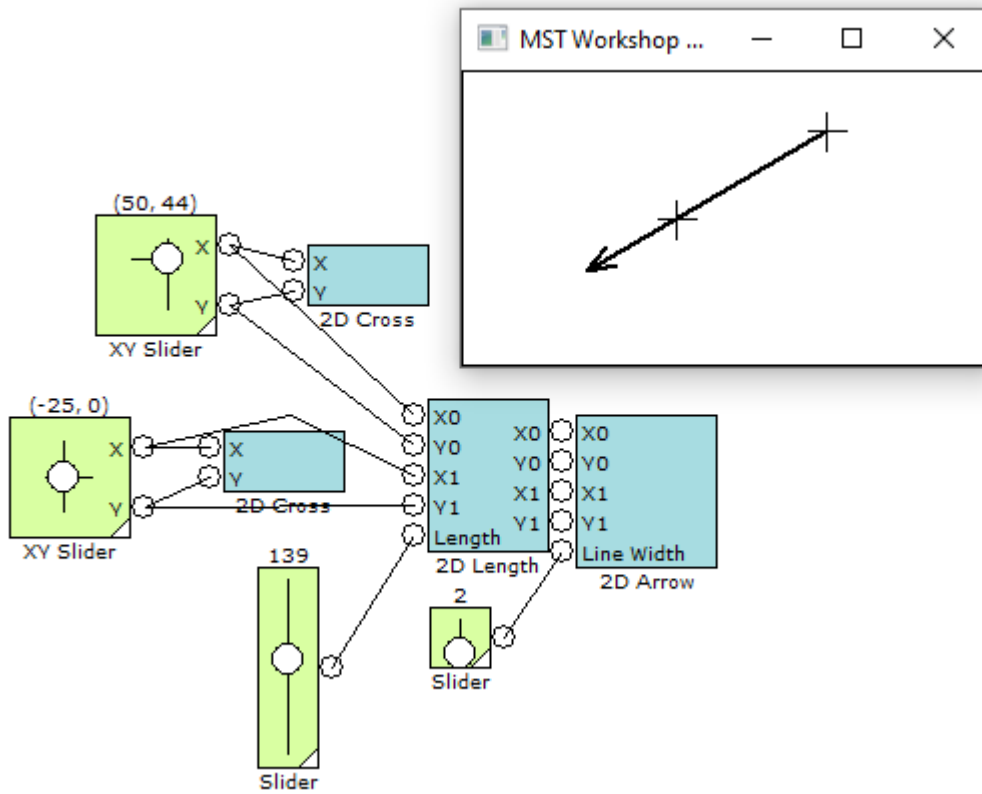 MST Workshop ...
(50, 44)
X
Y
XY Slider
X
Y
2D Cross
(-25, 0)
X
Y
XY Slider
X
Y
2D Cross
X0
Y0
X1
Y1
Length
X0
Y0
X1
Y1
2D Length
X0
Y0
X1
Y1
Line Width
2D Arrow
139
Slider
2
Slider